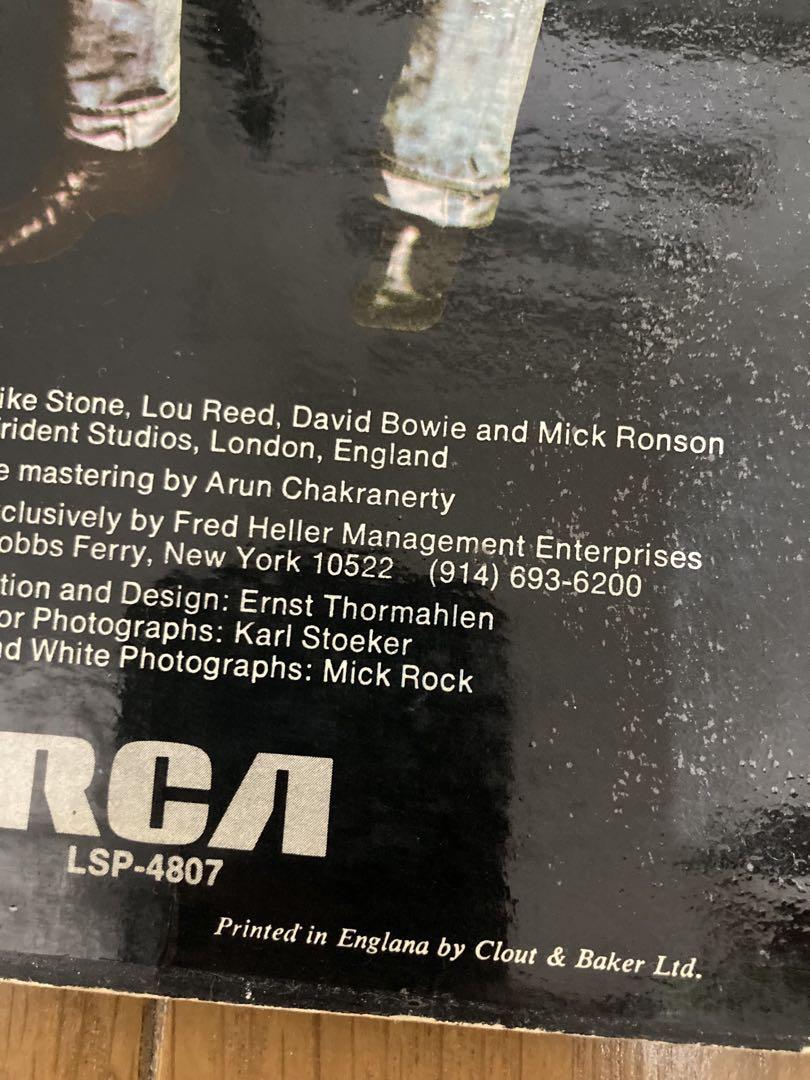 ike Stone, Lou Reed, David Bowie and Mick Ronson
rident Studios, London, England
e mastering by Arun Chakranerty
clusively by Fred Heller Management Enterprises
obbs Ferry, New York 10522 (914) 693-6200
tion and Design: Ernst Thormahlen
or Photographs: Karl Stoeker
nd White Photographs: Mick Rock
RCA
LSP-4807
Printed in Englana by Clout & Baker Ltd.